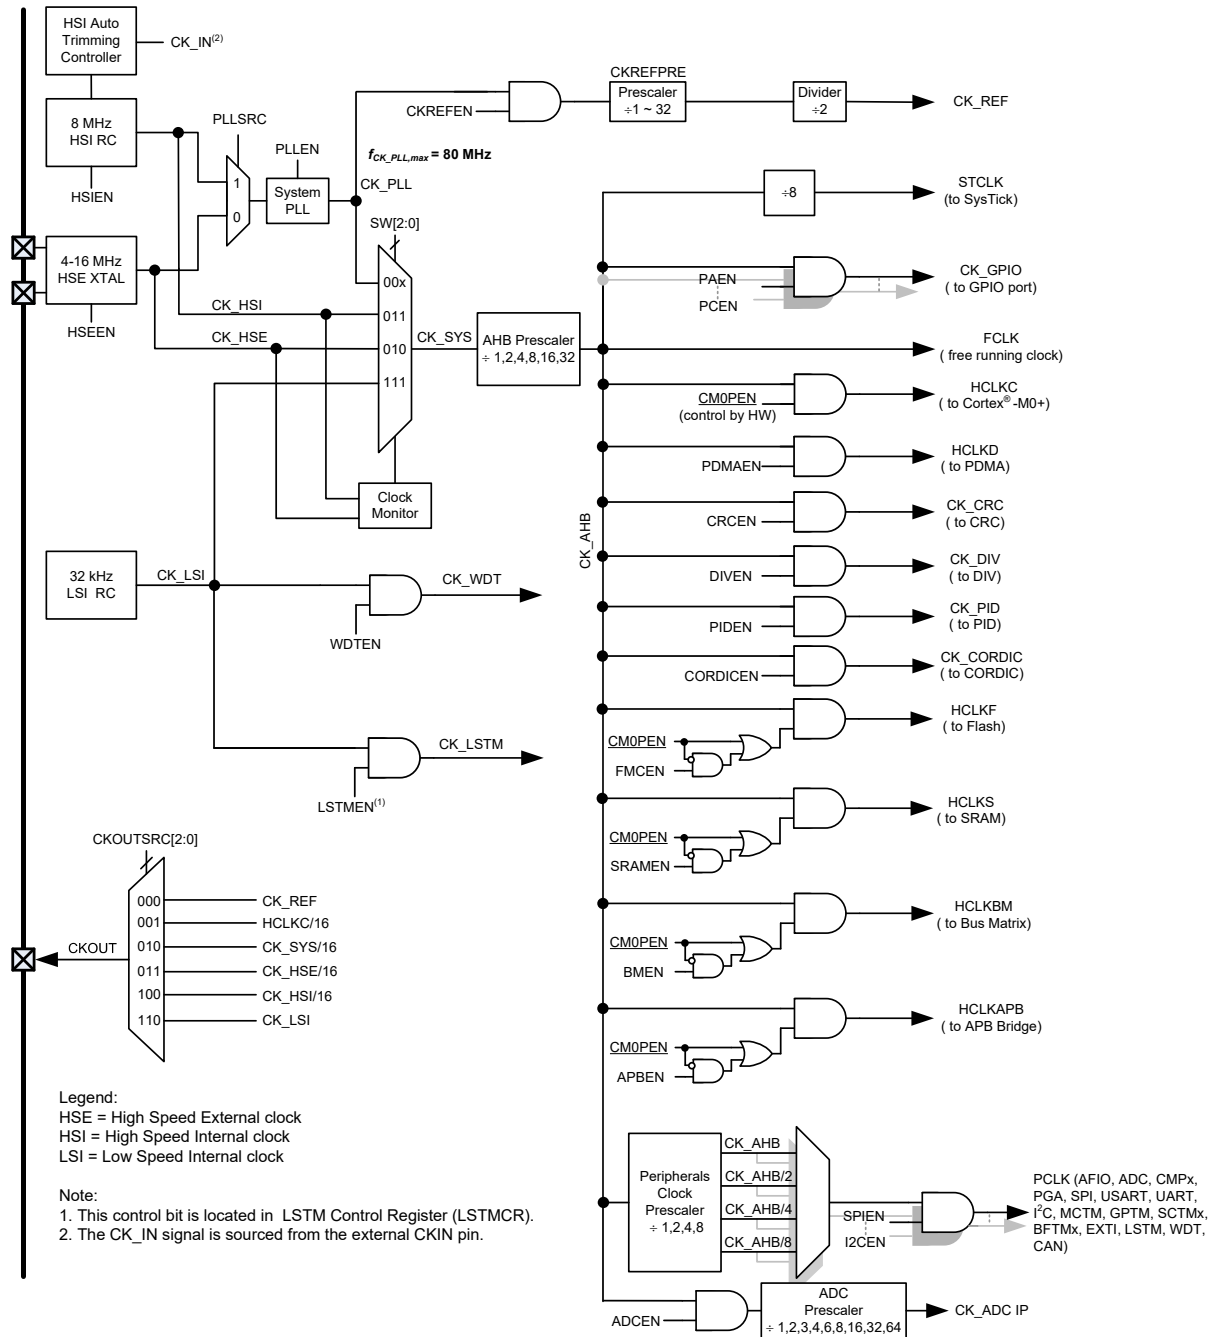 HSI Auto
Trimming
Controller
CK_IN(2)
8 MHz
HSI RC
HSIEN
PLLSRC
1
0
PLLEN
System
PLL
fCK_PLL,max = 80 MHz
CK_PLL
CKREFEN
CKREFPRE
Prescaler
÷1 ~ 32
Divider
÷2
CK_REF
4-16 MHz
HSE XTAL
HSEEN
SW[2:0]
00x
011
010
111
CK_HSI
CK_HSE
CK_SYS
AHB Prescaler
÷ 1,2,4,8,16,32
Clock
Monitor
÷8
STCLK
(to SysTick)
PAEN
PCEN
CK_GPIO
( to GPIO port)
FCLK
( free running clock)
CM0PEN
(control by HW)
HCLKC
( to Cortex®-M0+)
PDMAEN
HCLKD
( to PDMA)
CRCEN
CK_CRC
( to CRC)
CK_AHB
DIVEN
CK_DIV
( to DIV)
PIDEN
CK_PID
( to PID)
CORDICEN
CK_CORDIC
( to CORDIC)
CM0PEN
FMCEN
HCLKF
( to Flash)
CM0PEN
SRAMEN
HCLKS
( to SRAM)
CM0PEN
BMEN
HCLKBM
( to Bus Matrix)
CM0PEN
APBEN
HCLKAPB
( to APB Bridge)
32 kHz
LSI RC
CK_LSI
CK_WDT
WDTEN
CK_LSTM
LSTMEN(1)
CKOUTSRC[2:0]
CKOUT
000 CK_REF
001 HCLKC/16
010 CK_SYS/16
011 CK_HSE/16
100 CK_HSI/16
110 CK_LSI
Peripherals
Clock
Prescaler
÷ 1,2,4,8
CK_AHB
CK_AHB/2
CK_AHB/4
CK_AHB/8
SPIEN
I2CEN
PCLK (AFIO, ADC, CMPx,
PGA, SPI, USART, UART,
I2C, MCTM, GPTM, SCTMx,
BFTMx, EXTI, LSTM, WDT,
CAN)
ADCEN
ADC
Prescaler
÷ 1,2,3,4,6,8,16,32,64
CK_ADC IP
Legend:
HSE = High Speed External clock
HSI = High Speed Internal clock
LSI = Low Speed Internal clock
Note:
1. This control bit is located in LSTM Control Register (LSTMCR).
2. The CK_IN signal is sourced from the external CKIN pin.